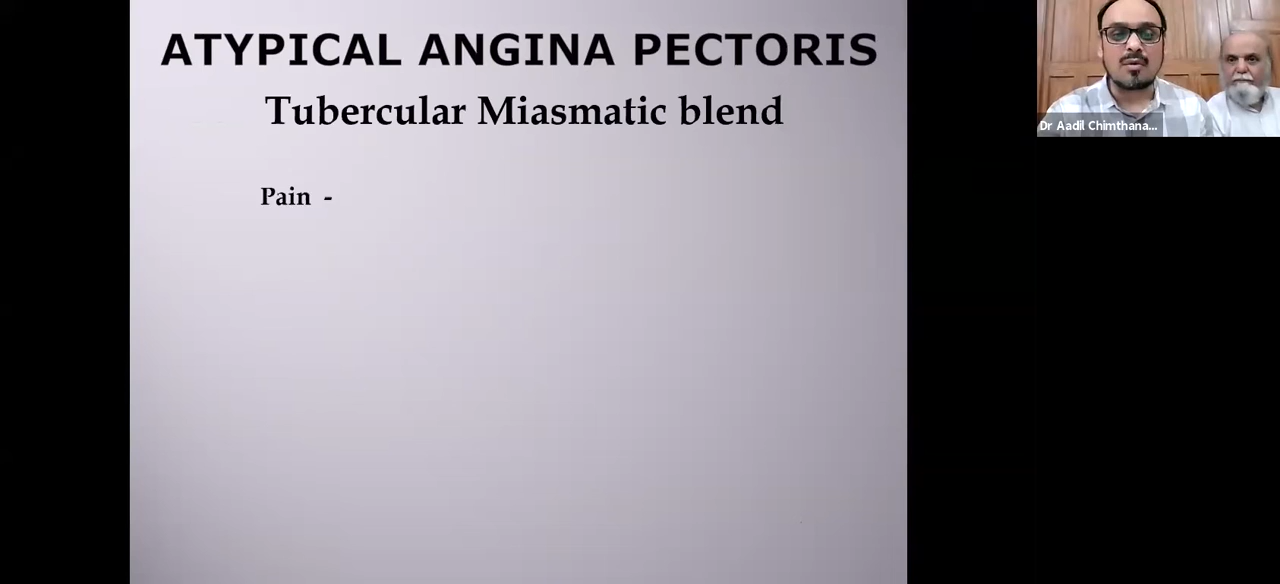 ATYPICAL ANGINA PECTORIS
Tubercular Miasmatic blend
Pain -
Dr Aadil Chimthana...